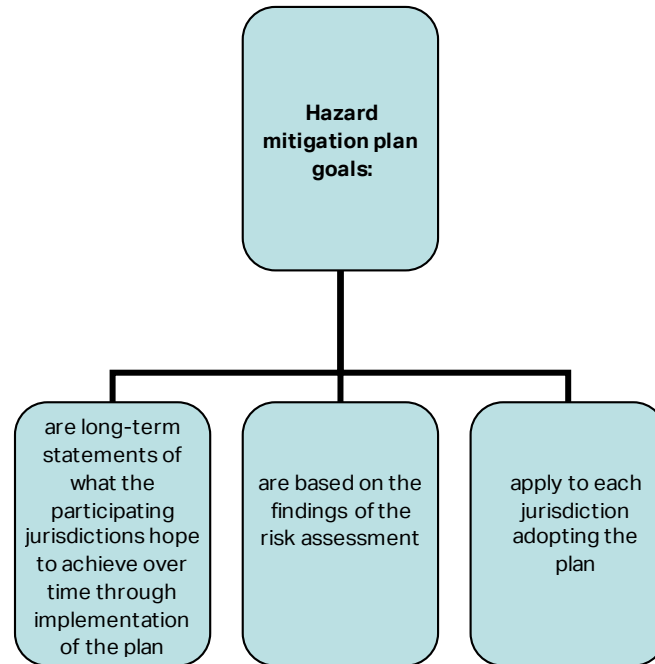 Hazard
mitigation plan
goals:
are long-term
statements of
what the
participating
jurisdictions hope
to achieve over
time through
implementation
of the plan
are based on the
findings of the
risk assessment
apply to each
jurisdiction
adopting the
plan